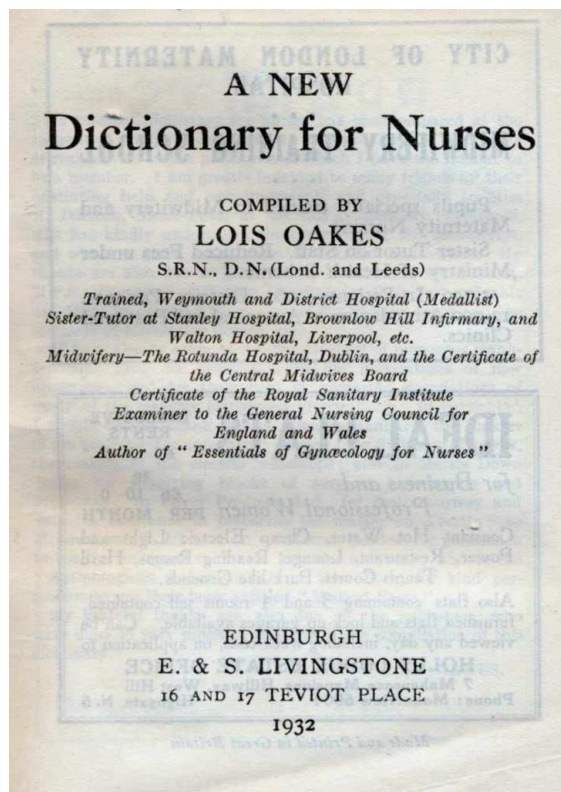 A NEW
Dictionary for Nurses
COMPILED BY
LOIS OAKES
S.R.N., D.N. (Lond. and Leeds)
Trained, Weymouth and District Hospital (Medallist)
Sister-Tutor at Stanley Hospital, Brownlow Hill Infirmary, and
Walton Hospital, Liverpool, etc.
Midwifery—The Rotunda Hospital, Dublin, and the Certificate of
the Central Midwives Board
Certificate of the Royal Sanitary Institute
Examiner to the General Nursing Council for
England and Wales
Author of " Essentials of Gynæcology for Nurses "
EDINBURGH
E. & S. LIVINGSTONE
16 AND 17 TEVIOT PLACE
1932